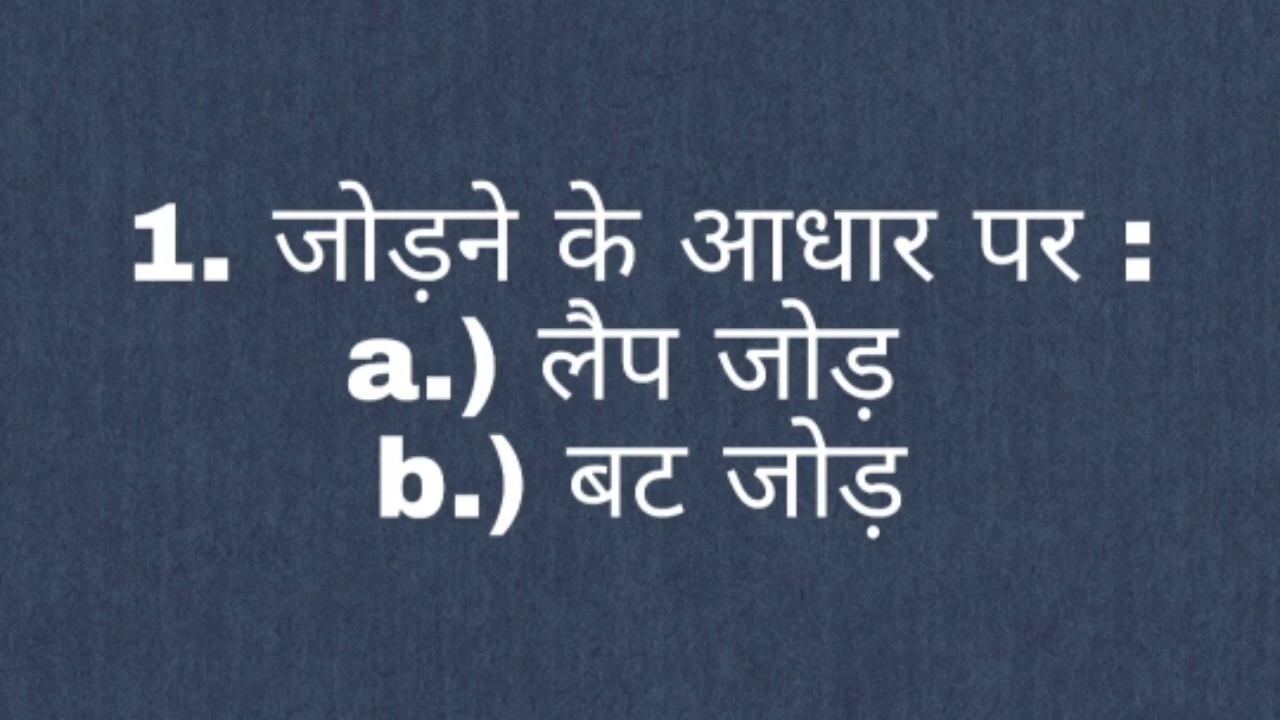 1. जोड़ने के आधार पर :
a.) लैप जोड़
b.) बट जोड़